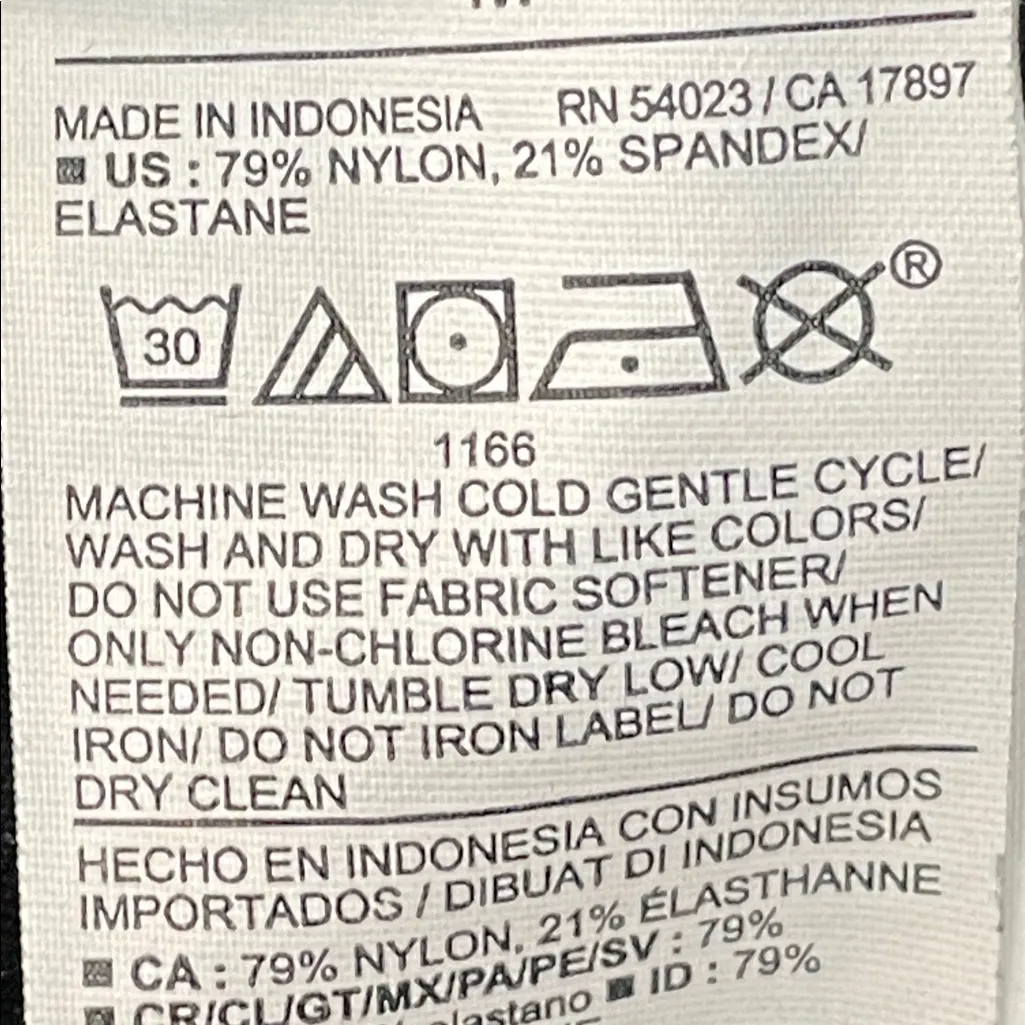 MADE IN INDONESIA RN 54023 / CA 17897
US : 79% NYLON, 21% SPANDEX/
ELASTANE
30
®
1166
MACHINE WASH COLD GENTLE CYCLE/
WASH AND DRY WITH LIKE COLORS/
DO NOT USE FABRIC SOFTENER/
ONLY NON-CHLORINE BLEACH WHEN
NEEDED/ TUMBLE DRY LOW/ COOL
IRON/ DO NOT IRON LABEL/ DO NOT
DRY CLEAN
HECHO EN INDONESIA CON INSUMOS
IMPORTADOS / DIBUAT DI INDONESIA
CA : 79% NYLON, 21% ÉLASTHANNE
CR/CL/GT/MX/PA/PE/SV : 79%
elastano ID : 79%